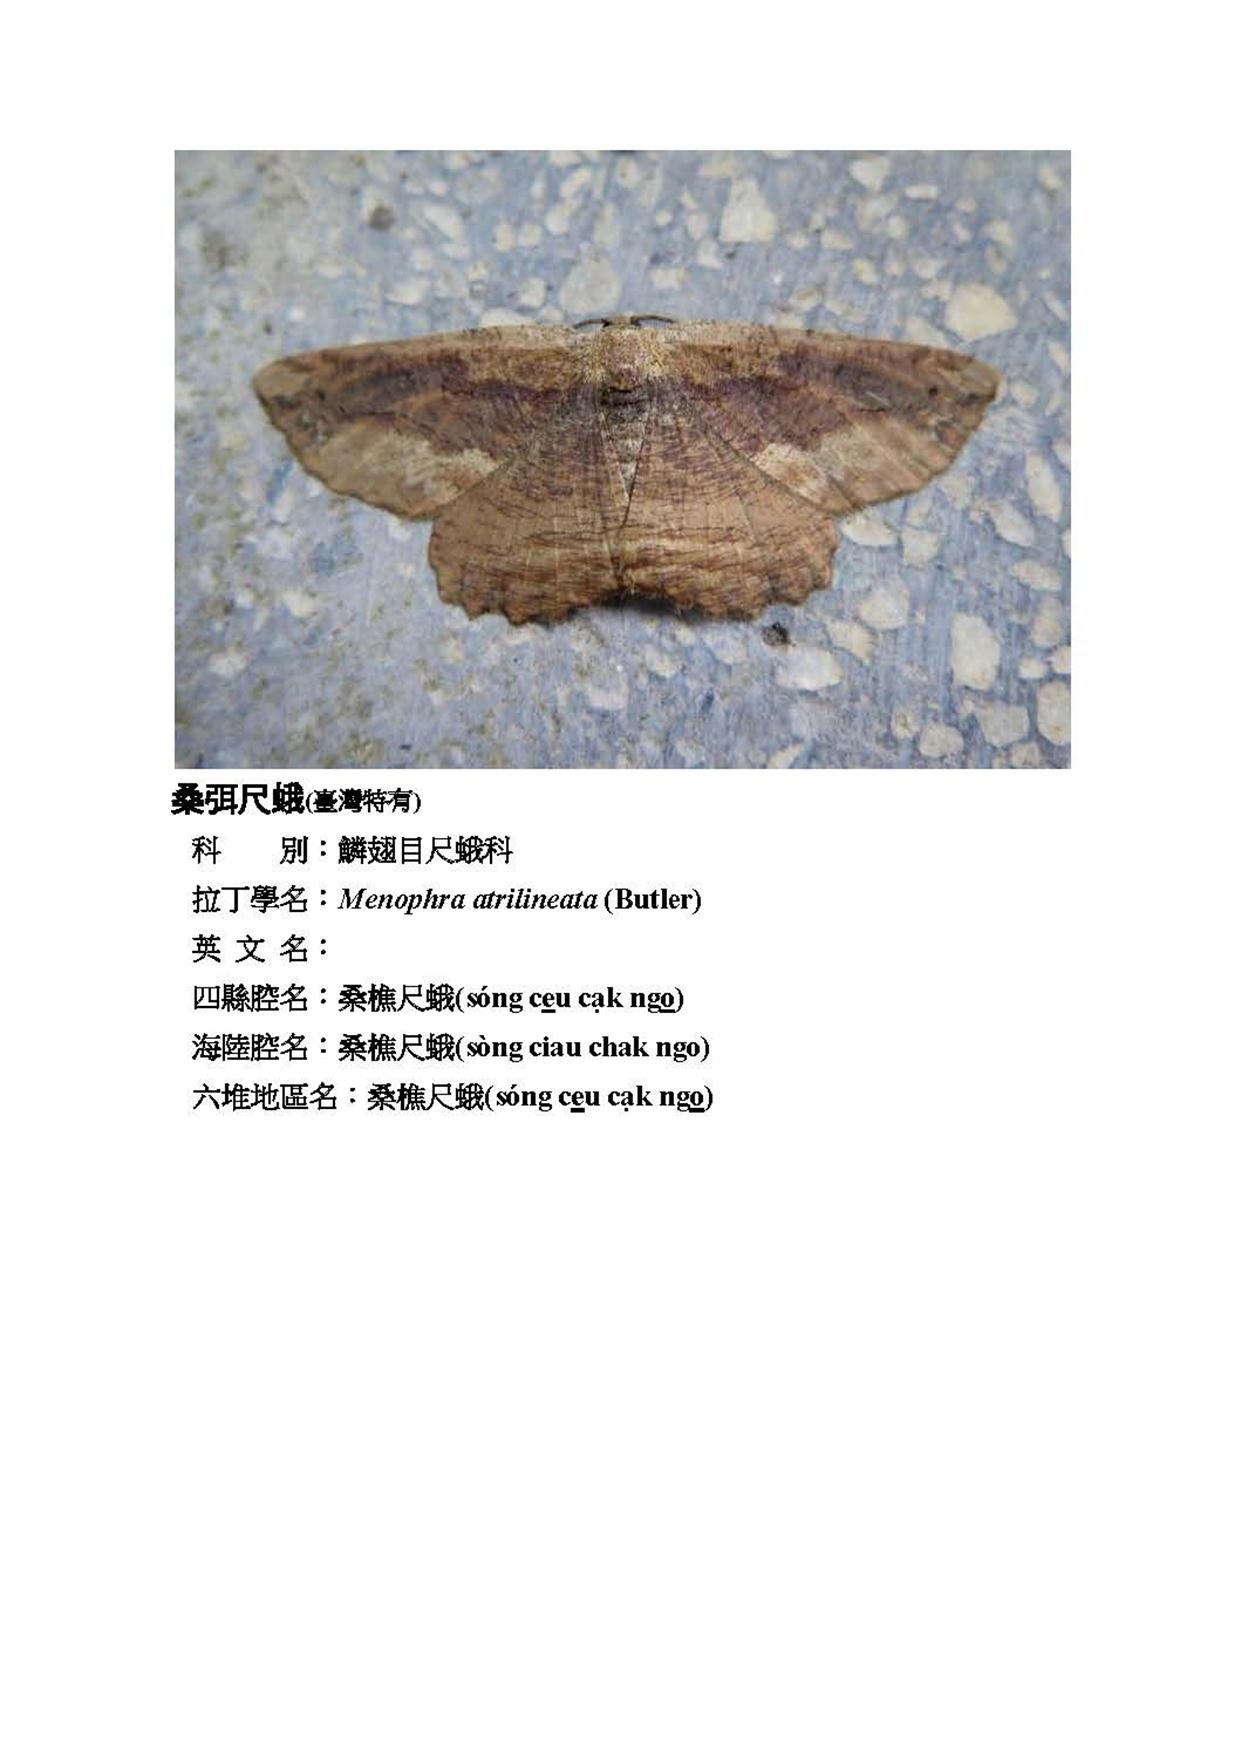 桑弭尺蛾(臺灣特有)
科　　別：鱗翅目尺蛾科
拉丁學名：Menophra atrilineata (Butler)
英 文 名：
四縣腔名：桑樵尺蛾(sóng ceu cạk ngo)
海陸腔名：桑樵尺蛾(sòng ciau chak ngo)
六堆地區名：桑樵尺蛾(sóng ceu cạk ngo)